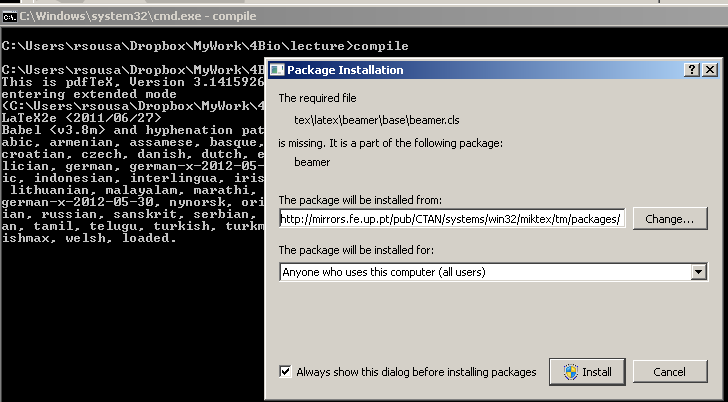 C:\Windows\system32\cmd.exe - compile
C:\Users\rsousa\Dropbox\MyWork\4Bio\lecture>compile
C:\Users\rsousa\Dropbox\MyWork\4B
This is pdfTeX, Version 3.1415926
entering extended mode
<C:\Users\rsousa\Dropbox\MyWork\4
LaTeX2e <2011/06/27>
Babel <v3.8m> and hyphenation pat
abic, armenian, assamese, basque,
croatian, czech, danish, dutch, e
lician, german, german-x-2012-05-
ic, indonesian, interlingua, iris
lithuanian, malayalam, marathi,
german-x-2012-05-30, nynorsk, ori
ian, russian, sanskrit, serbian,
an, tamil, telugu, turkish, turkm
ishmax, welsh, loaded.
Package Installation
The required file
tex\latex\beamer\base\beamer.cls
is missing. It is a part of the following package:
beamer
The package will be installed from:
http://mirrors.fe.up.pt/pub/CTAN/systems/win32/miktex/tm/packages/
Change...
The package will be installed for:
Anyone who uses this computer (all users)
Always show this dialog before installing packages
Install
Cancel